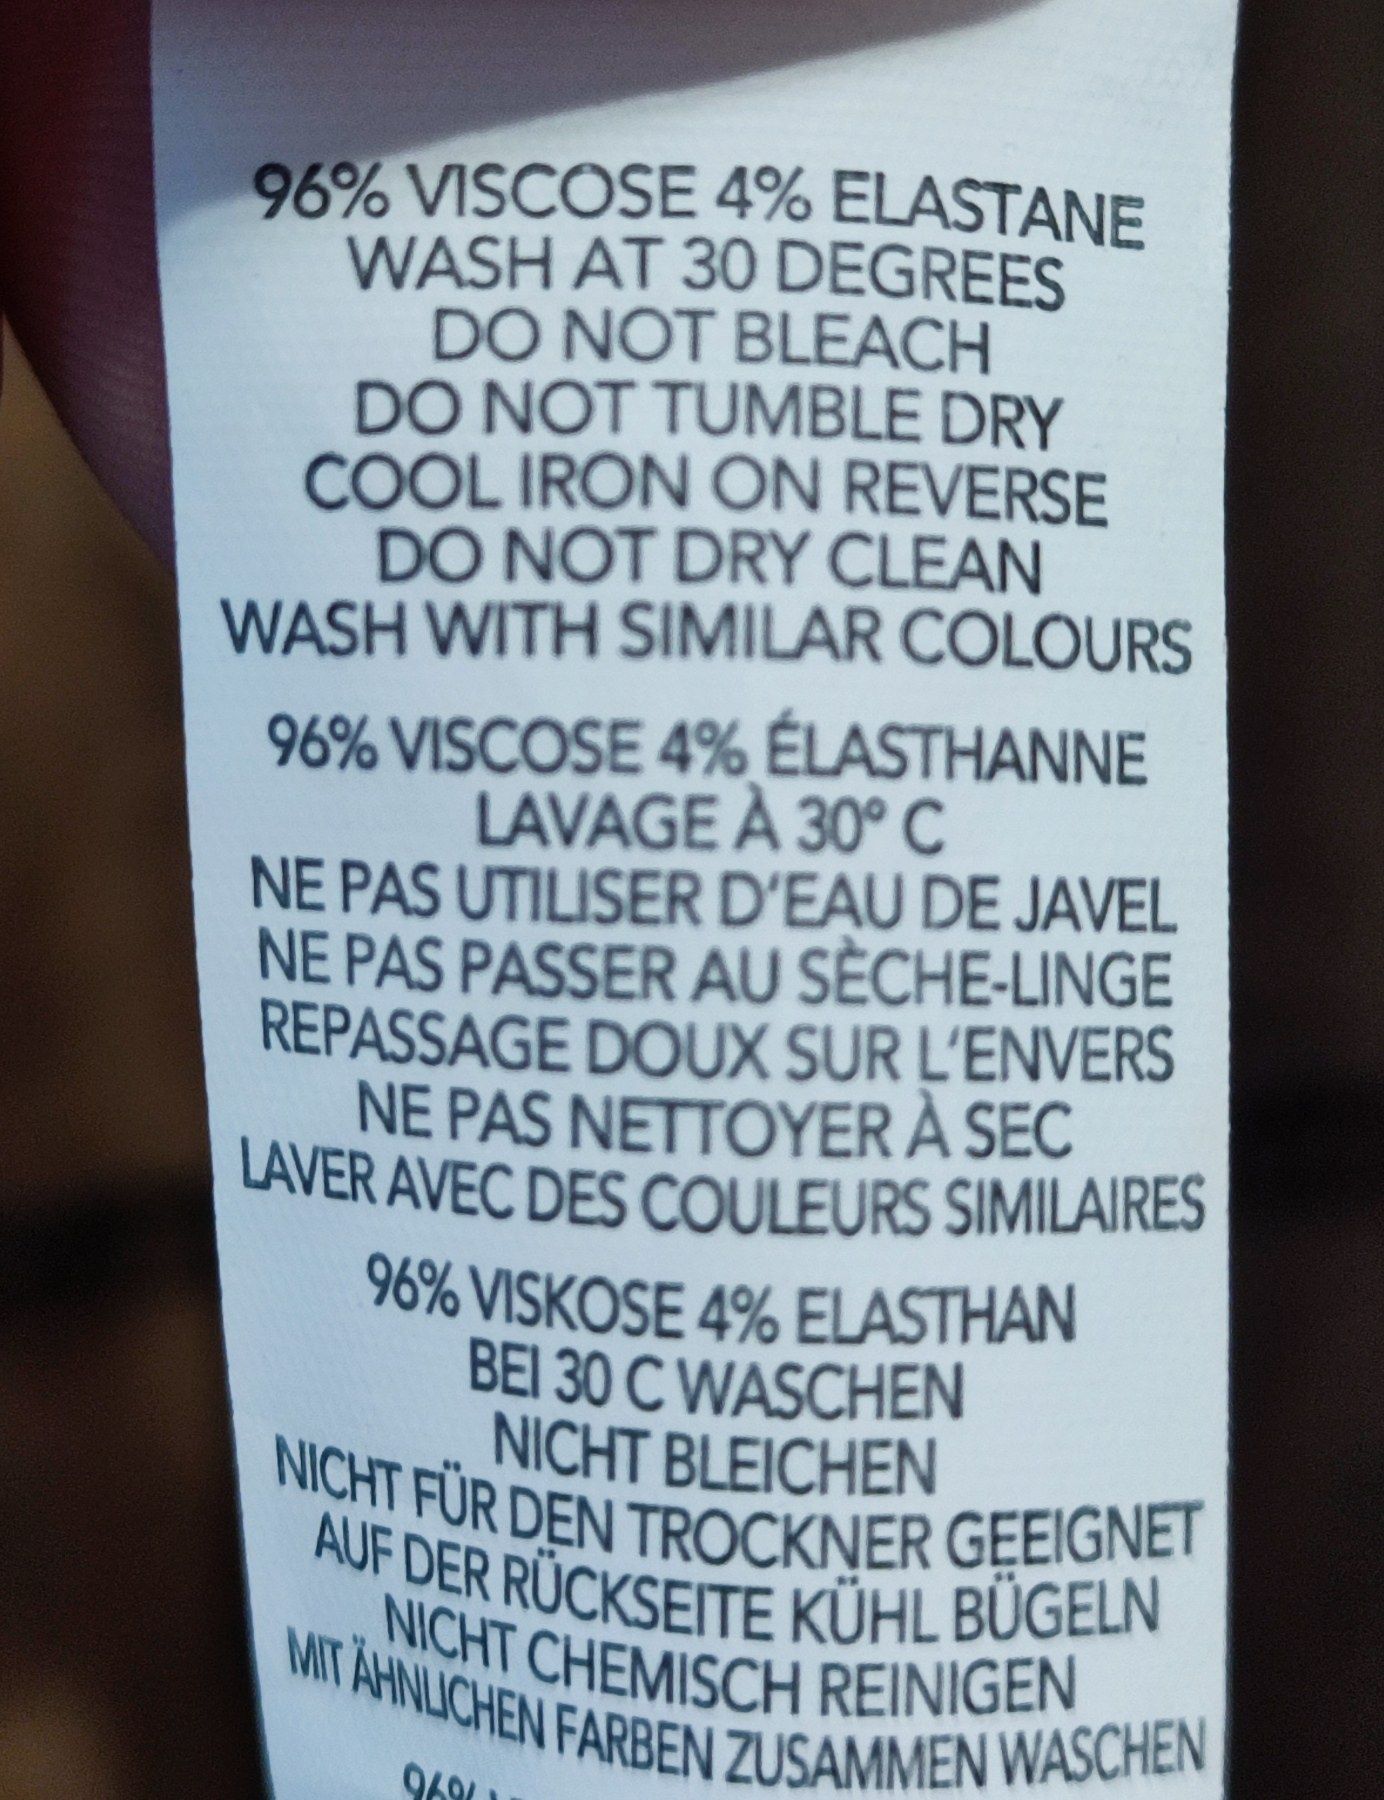 96% VISCOSE 4% ELASTANE
WASH AT 30 DEGREES
DO NOT BLEACH
DO NOT TUMBLE DRY
COOL IRON ON REVERSE
DO NOT DRY CLEAN
WASH WITH SIMILAR COLOURS
96% VISCOSE 4% ÉLASTHANNE
LAVAGE À 30° C
NE PAS UTILISER D'EAU DE JAVEL
NE PAS PASSER AU SÈCHE-LINGE
REPASSAGE DOUX SUR L'ENVERS
NE PAS NETTOYER À SEC
LAVER AVEC DES COULEURS SIMILAIRES
96% VISKOSE 4% ELASTHAN
BEI 30 C WASCHEN
NICHT BLEICHEN
NICHT FÜR DEN TROCKNER GEEIGNET
AUF DER RÜCKSEITE KÜHL BÜGELN
NICHT CHEMISCH REINIGEN
MIT ÄHNLICHEN FARBEN ZUSAMMEN WASCHEN
96%